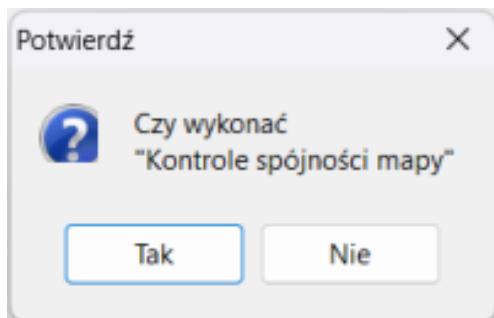 Potwierdź
Czy wykonać
"Kontrole spójności mapy"
Tak
Nie